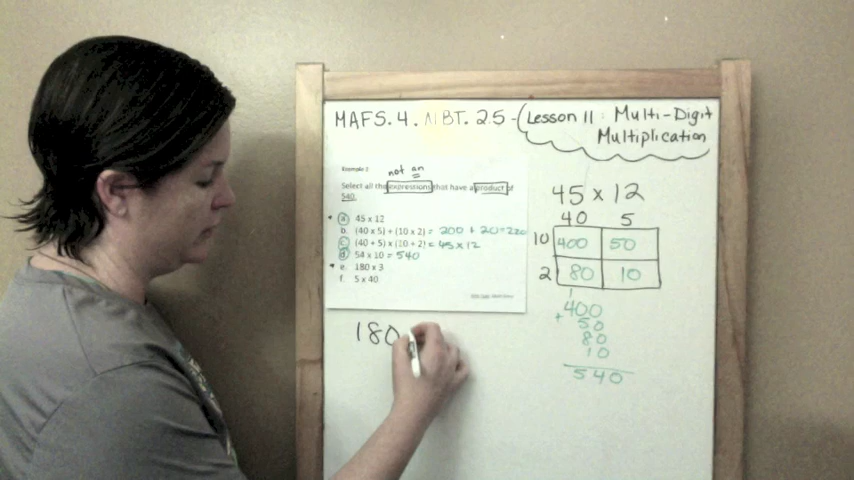 MAFS.4.NBT.2.5 - Lesson 11: Multi-Digit
Multiplication
Example 2
not an
Select all the expressions that have a product of
540.
a. 45 x 12
b. (40 x 5) + (10 x 2) = 200 + 20 = 220
c. (40 + 5) x (10 + 2) = 45 x 12
d. 54 x 10 = 540
e. 180 x 3
f. 5 x 40
180
45 x 12
40 5
10 400 50
2 80 10
1
400
+ 50
80
10
540